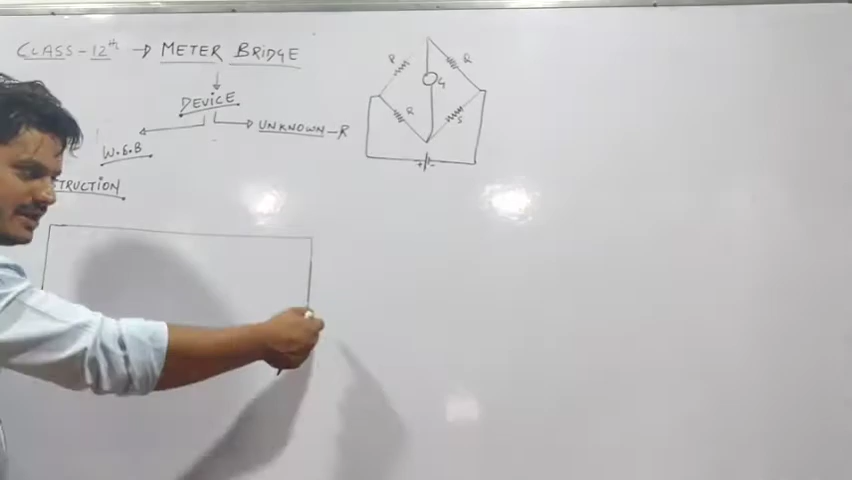 CLASS-12th → METER BRIDGE
DEVICE
W.S.B
UNKNOWN-R
TRUCTION
P
R
G
R
S
+ -